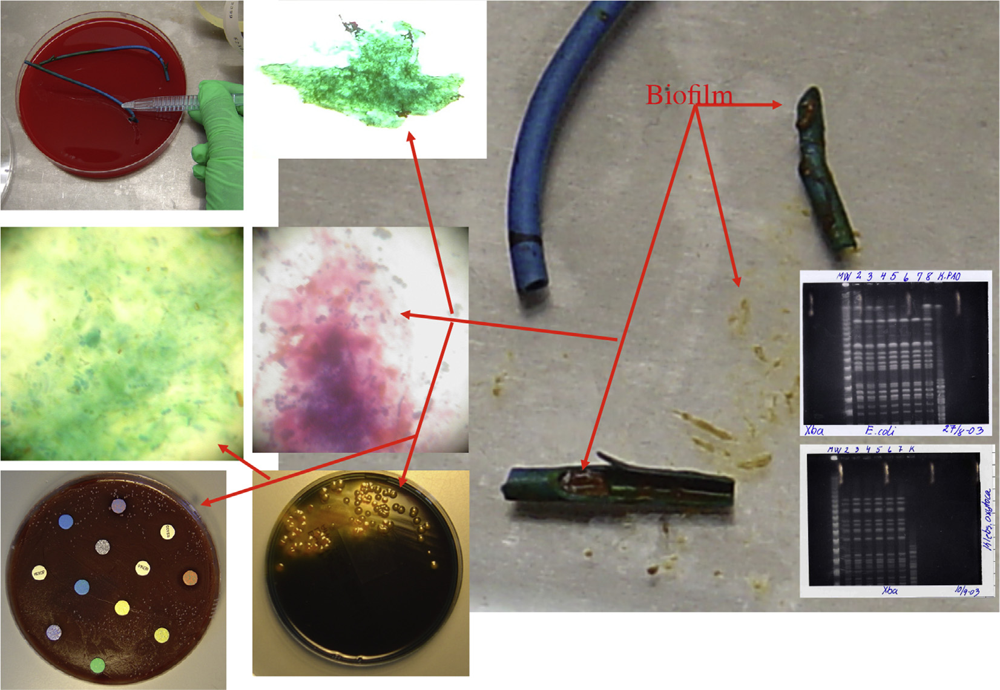 Biofilm
MW 2 3 4 5 6 7 8 K.PAO
Xba E.coli 27/8-03
MW 2 3 4 5 6 7 K
Klebs. oxytoca
Xba 10/9-03